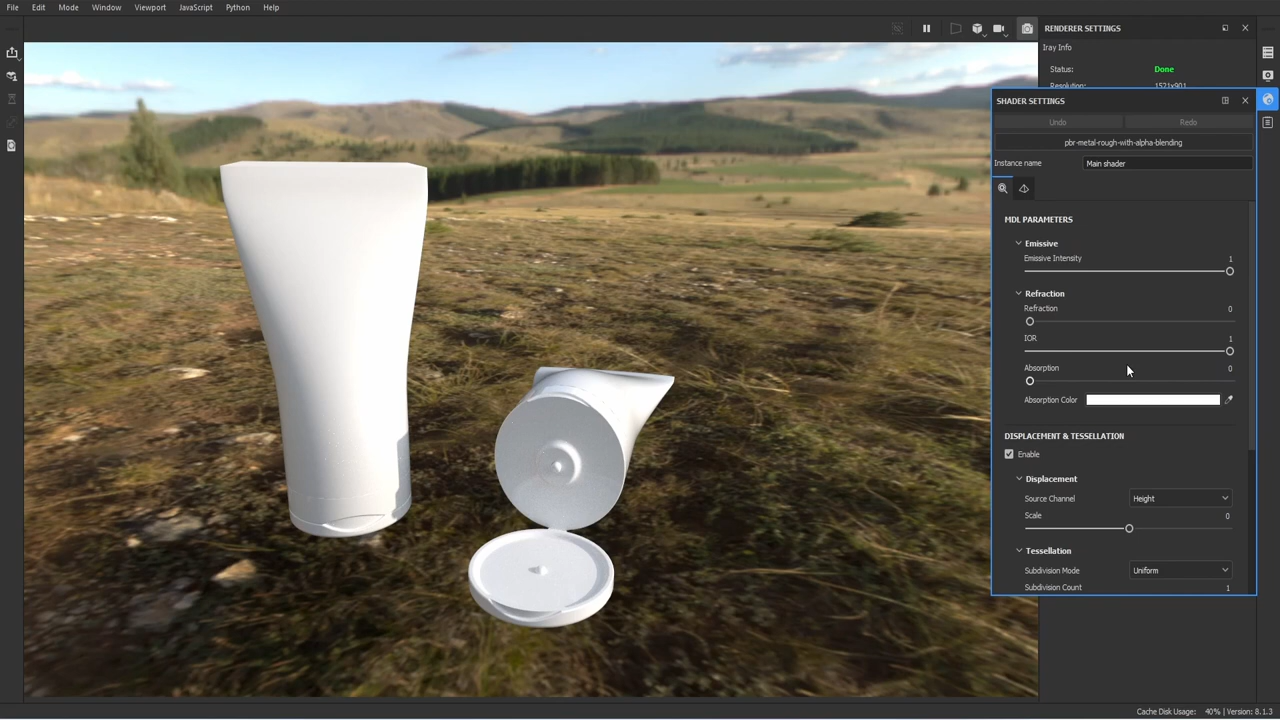 File Edit Mode Window Viewport JavaScript Python Help
RENDERER SETTINGS
Iray Info
Status: Done
Resolution: 1521x901
SHADER SETTINGS
Undo Redo
pbr-metal-rough-with-alpha-blending
Instance name Main shader
MDL PARAMETERS
Emissive
Emissive Intensity 1
Refraction
Refraction 0
IOR 1
Absorption 0
Absorption Color
DISPLACEMENT & TESSELLATION
Enable
Displacement
Source Channel Height
Scale 0
Tessellation
Subdivision Mode Uniform
Subdivision Count 1
Cache Disk Usage: 40% | Version: 8.1.3